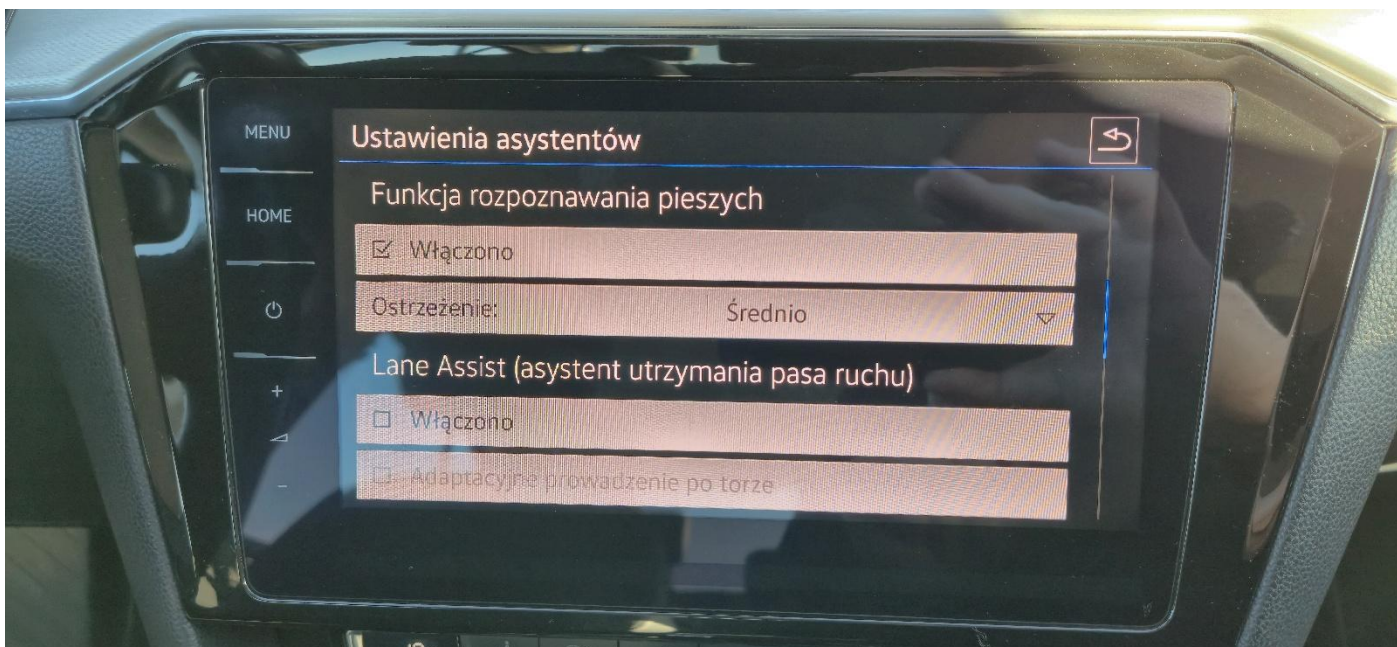 MENU
Ustawienia asystentów
Funkcja rozpoznawania pieszych
HOME
Włączono
Ostrzeżenie: Średnio
Lane Assist (asystent utrzymania pasa ruchu)
+
Włączono
Adaptacyjne prowadzenie po torze
-